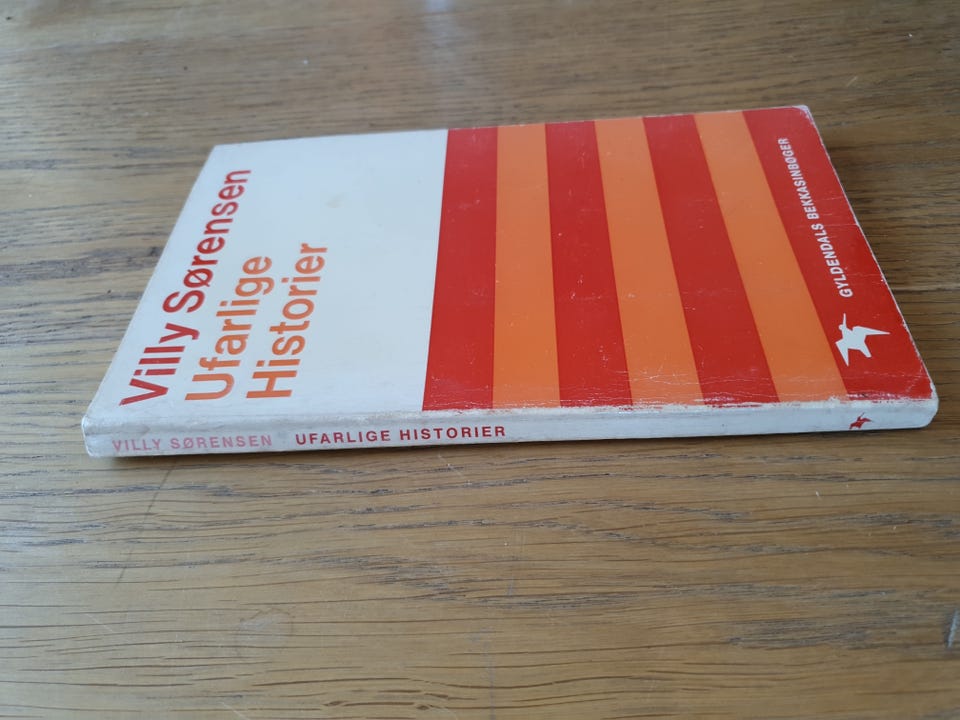 Villy Sørensen
Ufarlige
Historier
GYLDENDALS BEKKASINBØGER
VILLY SØRENSEN UFARLIGE HISTORIER